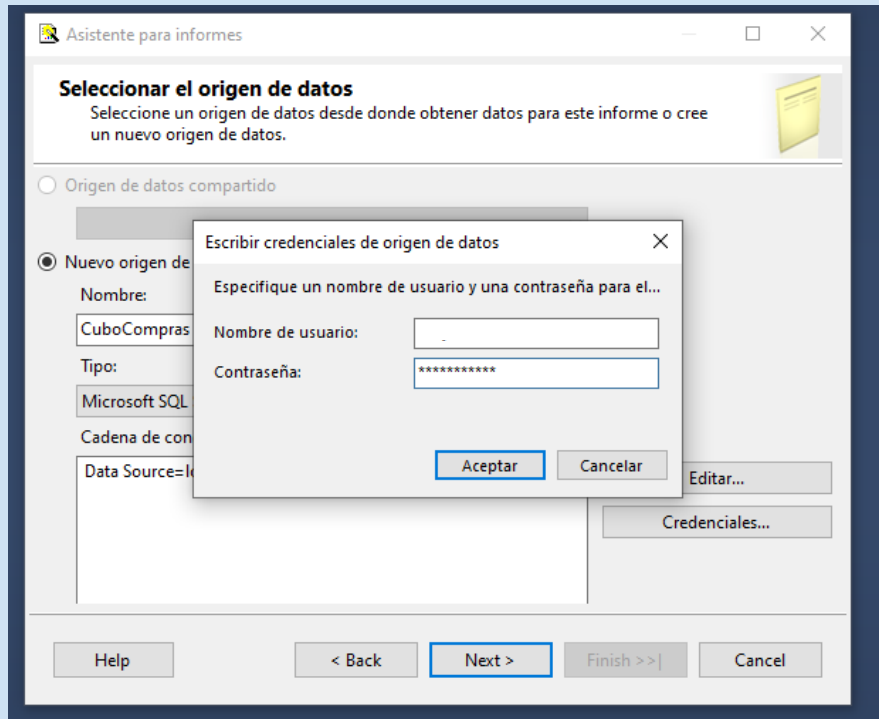 Asistente para informes
Seleccionar el origen de datos
Seleccione un origen de datos desde donde obtener datos para este informe o cree
un nuevo origen de datos.
Origen de datos compartido
Escribir credenciales de origen de datos
Nuevo origen de
Especifique un nombre de usuario y una contraseña para el...
Nombre:
CuboCompras
Nombre de usuario:
Tipo:
Contraseña:
***********
Microsoft SQL
Cadena de con
Aceptar
Cancelar
Data Source=
Editar...
Credenciales...
Help
< Back
Next >
Finish >>|
Cancel